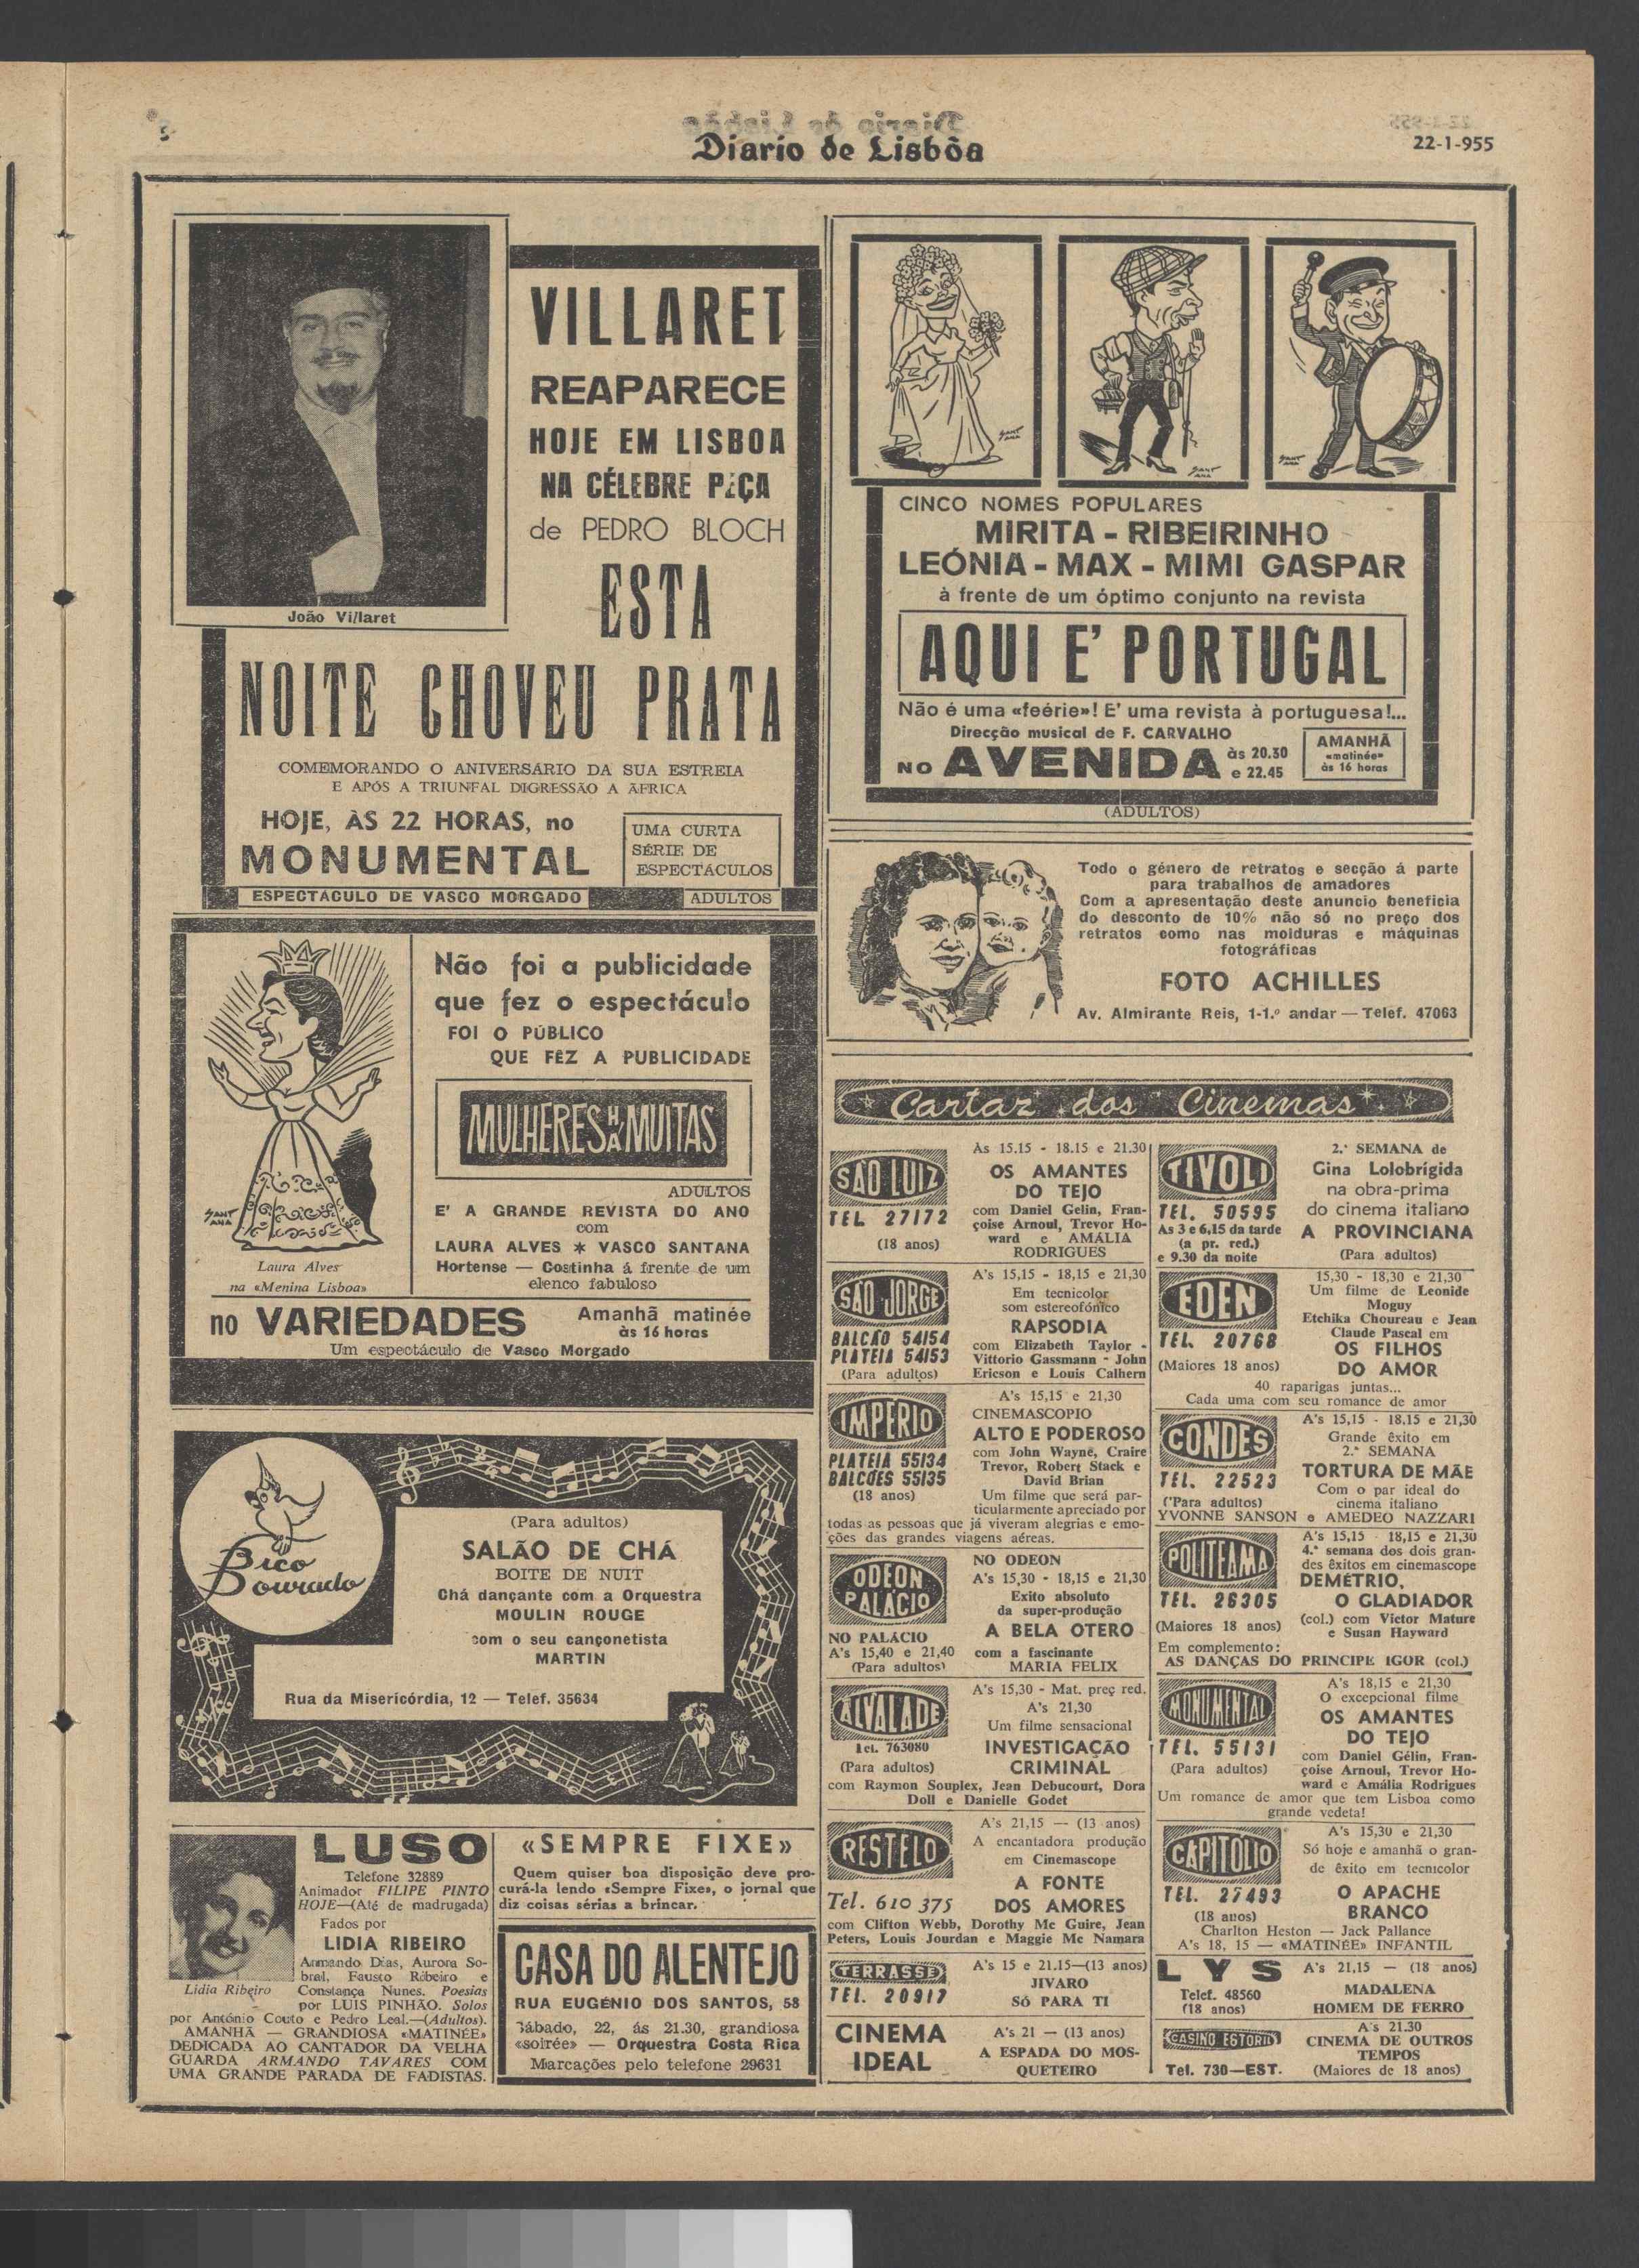 Diario de Lisbôa
22-1-955
VILLARET
REAPARECE
HOJE EM LISBOA
NA CÉLEBRE PEÇA
de PEDRO BLOCH
João Villaret
ESTA
NOITE CHOVEU PRATA
COMEMORANDO O ANIVERSÁRIO DA SUA ESTREIA
E APÓS A TRIUNFAL DIGRESSÃO A ÁFRICA
HOJE, ÀS 22 HORAS, no
MONUMENTAL
UMA CURTA
SÉRIE DE
ESPECTÁCULOS
ESPECTÁCULO DE VASCO MORGADO
ADULTOS
SANT
ANA
SANT
ANA
SANT
ANA
CINCO NOMES POPULARES
MIRITA - RIBEIRINHO
LEÓNIA - MAX - MIMI GASPAR
à frente de um óptimo conjunto na revista
AQUI E' PORTUGAL
Não é uma «feérie»! E' uma revista à portuguesa!...
Direcção musical de F. CARVALHO
NO AVENIDA às 20.30
e 22.45
AMANHÃ
«matinée»
às 16 horas
(ADULTOS)
Todo o género de retratos e secção á parte
para trabalhos de amadores
Com a apresentação deste anuncio beneficia
do desconto de 10% não só no preço dos
retratos como nas molduras e máquinas
fotográficas
FOTO ACHILLES
Av. Almirante Reis, 1-1.º andar — Telef. 47063
SANT
ANA
Laura Alves
na «Menina Lisboa»
Não foi a publicidade
que fez o espectáculo
FOI O PÚBLICO
QUE FÊZ A PUBLICIDADE
MULHERES HÁ MUITAS
ADULTOS
E' A GRANDE REVISTA DO ANO
com
LAURA ALVES * VASCO SANTANA
Hortense — Costinha á frente de um
elenco fabuloso
no VARIEDADES
Amanhã matinée
às 16 horas
Um espectáculo de Vasco Morgado
Bico
Dourado
(Para adultos)
SALÃO DE CHÁ
BOITE DE NUIT
Chá dançante com a Orquestra
MOULIN ROUGE
com o seu cançonetista
MARTIN
Rua da Misericórdia, 12 — Telef. 35634
LUSO
Telefone 32889
Animador FILIPE PINTO
HOJE—(Até de madrugada)
Fados por
LIDIA RIBEIRO
Armando Dias, Aurora So-
bral, Fausto Ribeiro e
Lidia Ribeiro
Constança Nunes. Poesias
por LUIS PINHÃO. Solos
por António Couto e Pedro Leal.—(Adultos).
AMANHÃ — GRANDIOSA «MATINÉE»
DEDICADA AO CANTADOR DA VELHA
GUARDA ARMANDO TAVARES COM
UMA GRANDE PARADA DE FADISTAS.
«SEMPRE FIXE»
Quem quiser boa disposição deve pro-
curá-la lendo «Sempre Fixe», o jornal que
diz coisas sérias a brincar.
CASA DO ALENTEJO
RUA EUGÉNIO DOS SANTOS, 58
Sábado, 22, ás 21.30, grandiosa
«soirée» — Orquestra Costa Rica
Marcações pelo telefone 29631
Cartaz dos Cinemas
SÃO LUIZ
TEL 27172
(18 anos)
Às 15.15 - 18.15 e 21.30
OS AMANTES
DO TEJO
com Daniel Gelin, Fran-
çoise Arnoul, Trevor Ho-
ward e AMÁLIA
RODRIGUES
SÃO JORGE
BALCÃO 54154
PLATEIA 54153
(Para adultos)
A's 15,15 - 18,15 e 21,30
Em tecnicolor
som estereofónico
RAPSODIA
com Elizabeth Taylor -
Vittorio Gassmann - John
Ericson e Louis Calhern
IMPÉRIO
PLATEIA 55134
BALCÕES 55135
(18 anos)
A's 15,15 e 21,30
CINEMASCOPIO
ALTO E PODEROSO
com John Wayne, Craire
Trevor, Robert Stack e
David Brian
Um filme que será par-
ticularmente apreciado por
todas as pessoas que já viveram alegrias e emo-
ções das grandes viagens aéreas.
ODEON
PALÁCIO
NO PALÁCIO
A's 15,40 e 21,40
(Para adultos)
NO ODEON
A's 15,30 - 18,15 e 21,30
Exito absoluto
da super-produção
A BELA OTERO
com a fascinante
MARIA FELIX
ALVALADE
Tel. 763080
(Para adultos)
A's 15,30 - Mat. preç red.
A's 21,30
Um filme sensacional
INVESTIGAÇÃO
CRIMINAL
com Raymon Souplex, Jean Debucourt, Dora
Doll e Danielle Godet
RESTELO
Tel. 610 375
A's 21,15 — (13 anos)
A encantadora produção
em Cinemascope
A FONTE
DOS AMORES
com Clifton Webb, Dorothy Mc Guire, Jean
Peters, Louis Jourdan e Maggie Mc Namara
TERRASSE
TEL. 20917
A's 15 e 21.15—(13 anos)
JIVARO
SÓ PARA TI
CINEMA
IDEAL
A's 21 — (13 anos)
A ESPADA DO MOS-
QUETEIRO
TIVOLI
TEL. 50595
As 3 e 6,15 da tarde
(a pr. red.)
e 9.30 da noite
2.ª SEMANA de
Gina Lolobrígida
na obra-prima
do cinema italiano
A PROVINCIANA
(Para adultos)
EDEN
TEL. 20768
(Maiores 18 anos)
15,30 - 18,30 e 21,30
Um filme de Leonide
Moguy
Etchika Choureau e Jean
Claude Pascal em
OS FILHOS
DO AMOR
40 raparigas juntas...
Cada uma com seu romance de amor
CONDES
TEL. 22523
(Para adultos)
A's 15,15 - 18.15 e 21,30
Grande êxito em
2.ª SEMANA
TORTURA DE MÃE
Com o par ideal do
cinema italiano
YVONNE SANSON e AMEDEO NAZZARI
POLITEAMA
TEL. 26305
(Maiores 18 anos)
A's 15,15 - 18,15 e 21,30
4.ª semana dos dois gran-
des êxitos em cinemascope
DEMÉTRIO,
O GLADIADOR
(col.) com Victor Mature
e Susan Hayward
Em complemento:
AS DANÇAS DO PRINCIPE IGOR (col.)
MONUMENTAL
TEL. 55131
(Para adultos)
A's 18,15 e 21,30
O excepcional filme
OS AMANTES
DO TEJO
com Daniel Gélin, Fran-
çoise Arnoul, Trevor Ho-
ward e Amália Rodrigues
Um romance de amor que tem Lisboa como
grande vedeta!
CAPITOLIO
TEL. 27493
(18 anos)
A's 15,30 e 21,30
Só hoje e amanhã o gran-
de êxito em tecnicolor
O APACHE
BRANCO
Charlton Heston — Jack Pallance
A's 18, 15 — «MATINÉE» INFANTIL
LYS
Telef. 48560
(18 anos)
A's 21,15 — (18 anos)
MADALENA
HOMEM DE FERRO
CASINO ESTORIL
Tel. 730—EST.
A's 21.30
CINEMA DE OUTROS
TEMPOS
(Maiores de 18 anos)